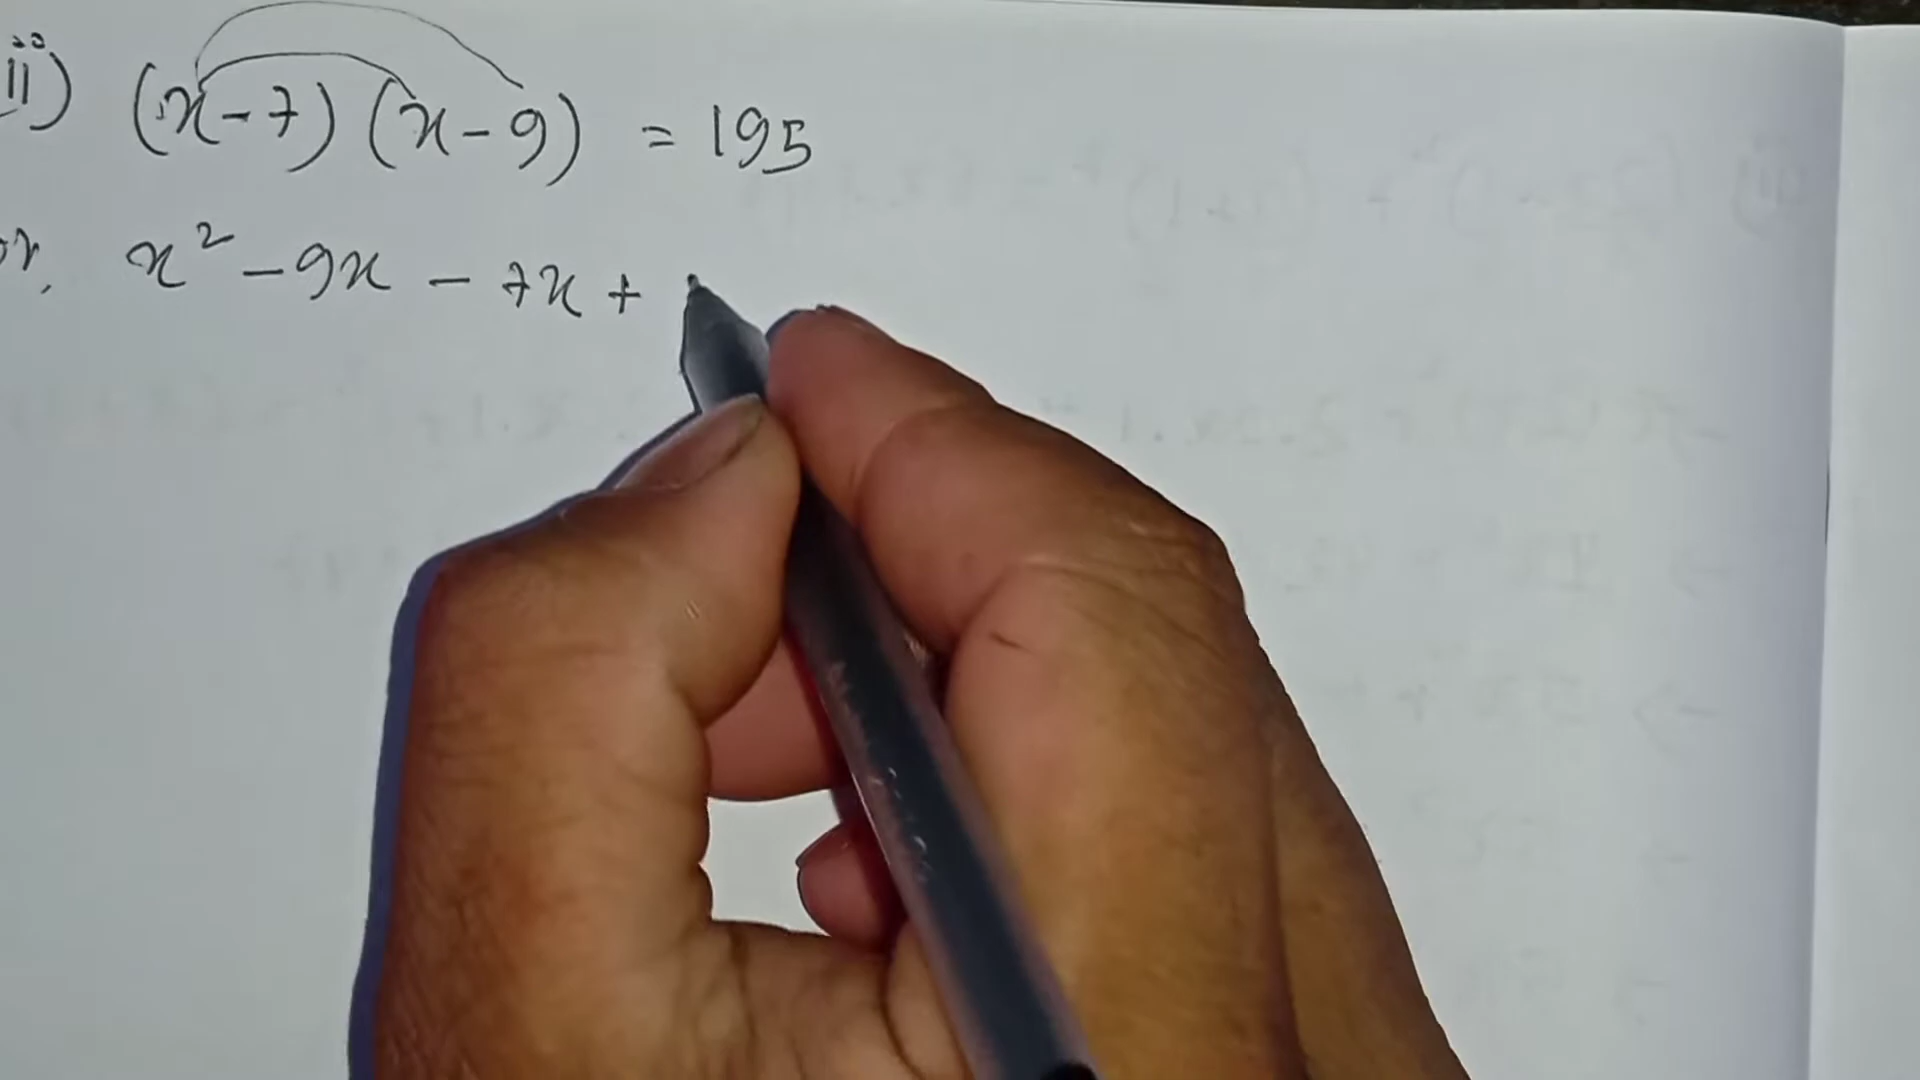 ii) (x-7) (x-9) = 195
or, x² - 9x - 7x +